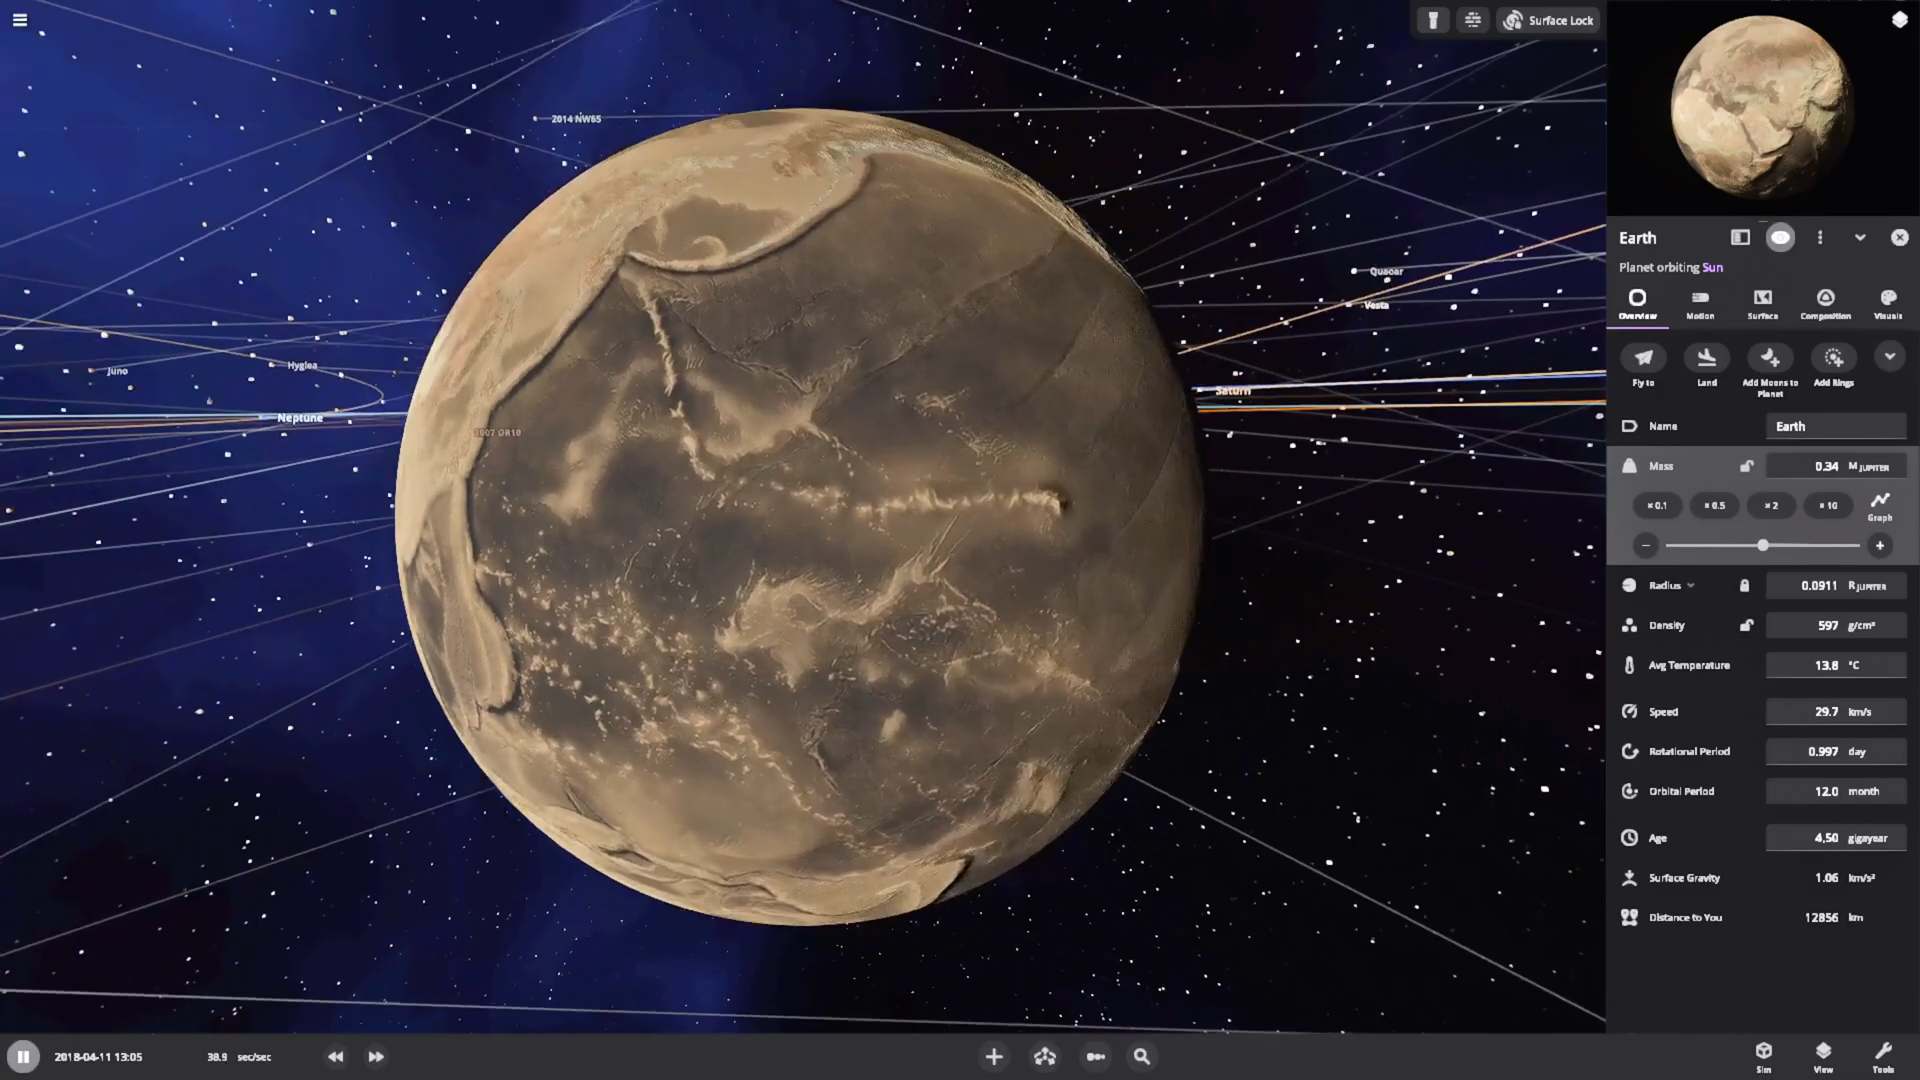 Surface Lock
2014 NW65
Quaoar
Vesta
Juno
Hygiea
Neptune
2007 OR10
Saturn
Earth
Planet orbiting Sun
Overview
Motion
Surface
Composition
Visuals
Fly to
Land
Add Moons to Planet
Add Rings
Name
Earth
Mass
0.34 M JUPITER
× 0.1
× 0.5
× 2
× 10
Graph
Radius
0.0911 R JUPITER
Density
597 g/cm³
Avg Temperature
13.8 °C
Speed
29.7 km/s
Rotational Period
0.997 day
Orbital Period
12.0 month
Age
4.50 gigayear
Surface Gravity
1.06 km/s²
Distance to You
12856 km
2018-04-11 13:05
38.9 sec/sec
Sim
View
Tools